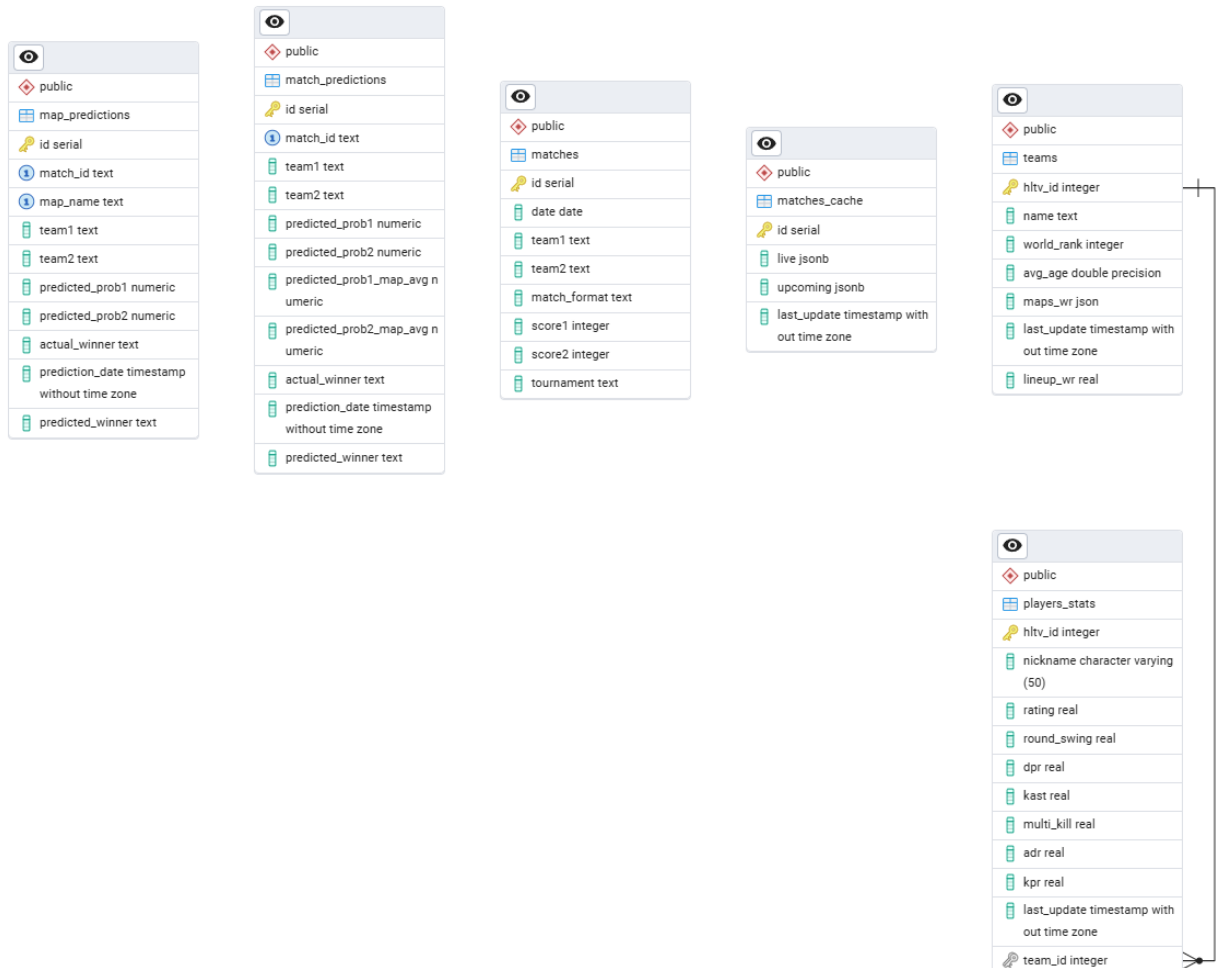 public
map_predictions
id serial
match_id text
map_name text
team1 text
team2 text
predicted_prob1 numeric
predicted_prob2 numeric
actual_winner text
prediction_date timestamp
without time zone
predicted_winner text
public
match_predictions
id serial
match_id text
team1 text
team2 text
predicted_prob1 numeric
predicted_prob2 numeric
predicted_prob1_map_avg n
umeric
predicted_prob2_map_avg n
umeric
actual_winner text
prediction_date timestamp
without time zone
predicted_winner text
public
matches
id serial
date date
team1 text
team2 text
match_format text
score1 integer
score2 integer
tournament text
public
matches_cache
id serial
live jsonb
upcoming jsonb
last_update timestamp with
out time zone
public
teams
hltv_id integer
name text
world_rank integer
avg_age double precision
maps_wr json
last_update timestamp with
out time zone
lineup_wr real
public
players_stats
hltv_id integer
nickname character varying
(50)
rating real
round_swing real
dpr real
kast real
multi_kill real
adr real
kpr real
last_update timestamp with
out time zone
team_id integer